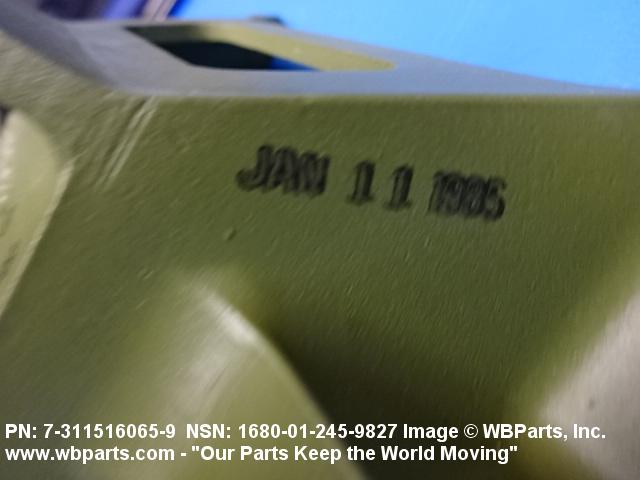 JAN 11 1985
PN: 7-311516065-9 NSN: 1680-01-245-9827 Image © WBParts, Inc.
www.wbparts.com - "Our Parts Keep the World Moving"